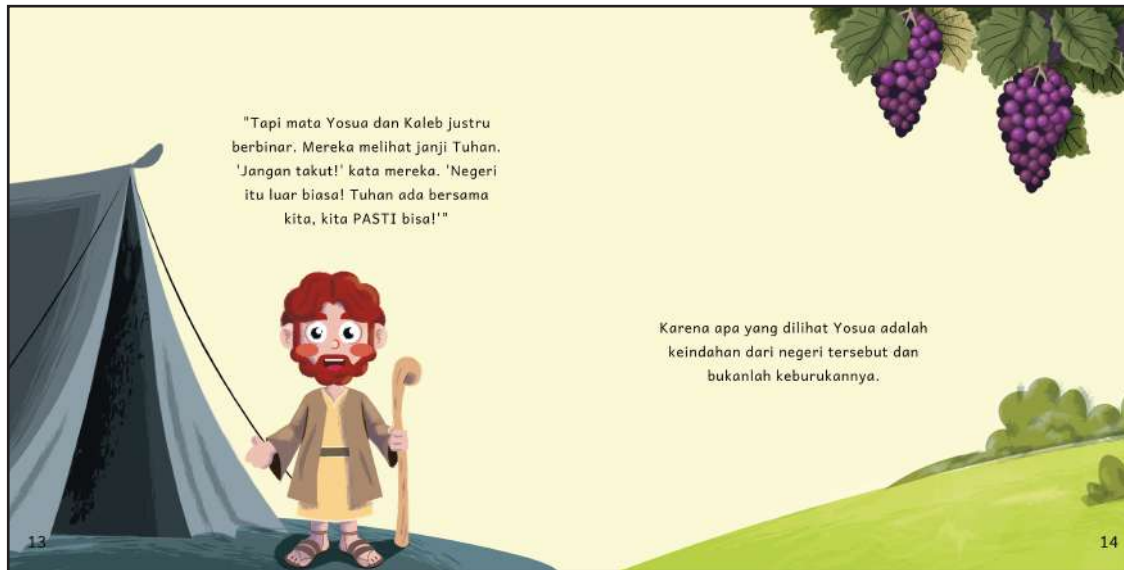 "Tapi mata Yosua dan Kaleb justru
berbinar. Mereka melihat janji Tuhan.
'Jangan takut!' kata mereka. 'Negeri
itu luar biasa! Tuhan ada bersama
kita, kita PASTI bisa!'"
13
Karena apa yang dilihat Yosua adalah
keindahan dari negeri tersebut dan
bukanlah keburukannya.
14